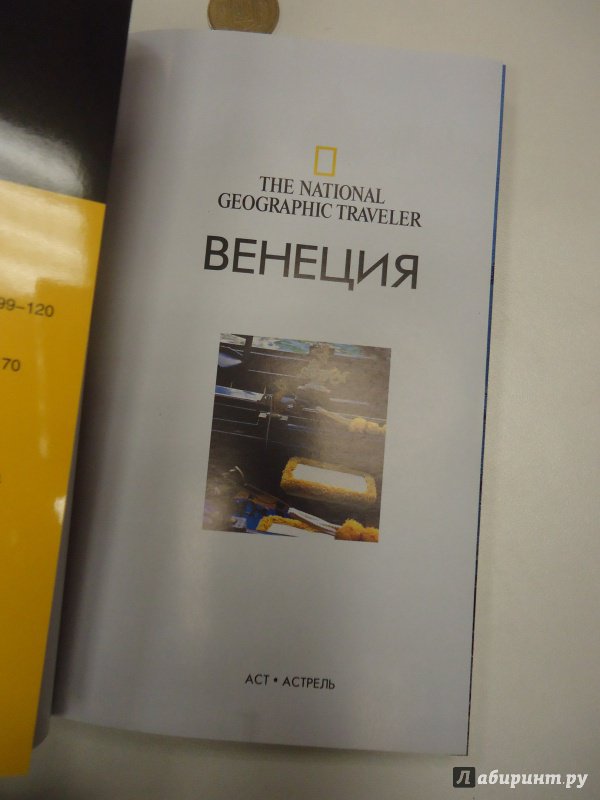 99–120
70
THE NATIONAL
GEOGRAPHIC TRAVELER
ВЕНЕЦИЯ
АСТ • АСТРЕЛЬ
Лабиринт.ру